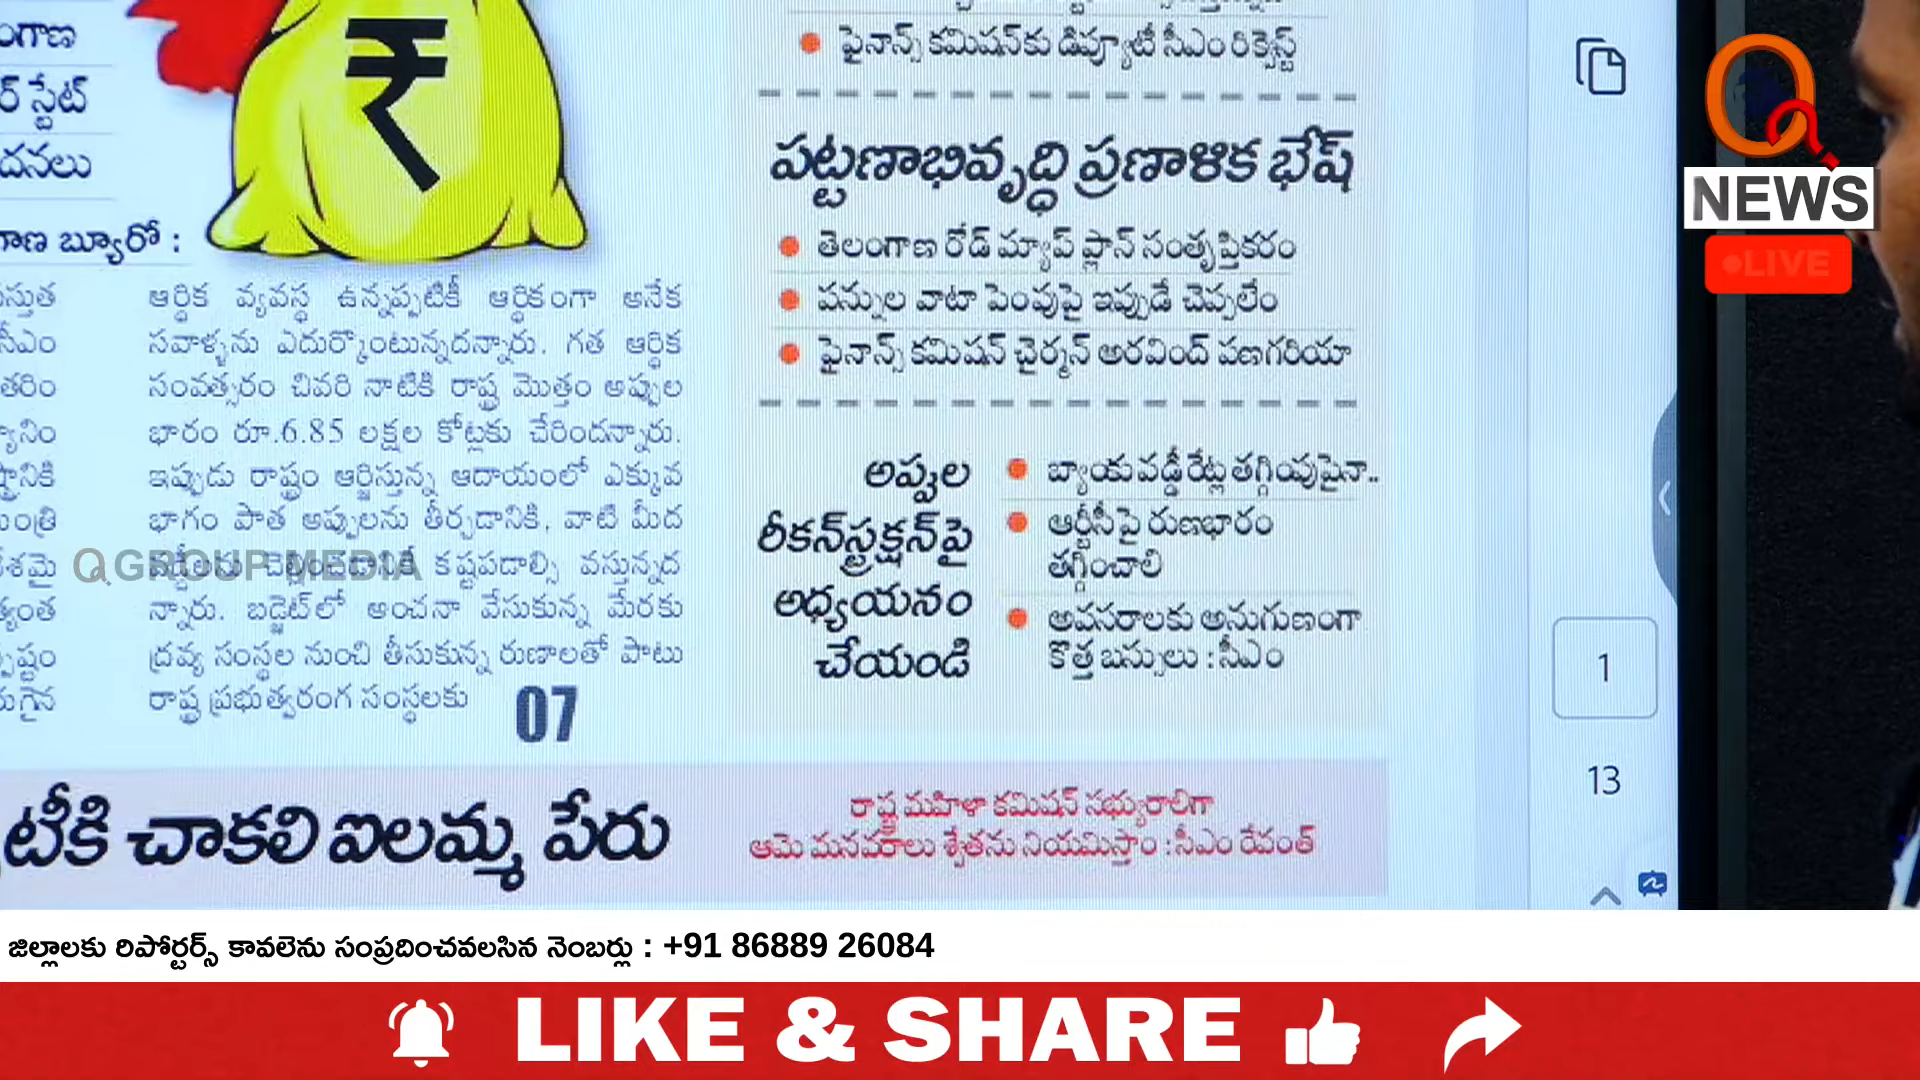 ంగాణ
ర్ స్టేట్
దనలు
గాణ బ్యూరో :
ఆర్థిక వ్యవస్థ ఉన్నప్పటికీ ఆర్థికంగా అనేక
సవాళ్ళను ఎదుర్కొంటున్నదన్నారు. గత ఆర్థిక
సంవత్సరం చివరి నాటికి రాష్ట్ర మొత్తం అప్పుల
భారం రూ.6.85 లక్షల కోట్లకు చేరిందన్నారు.
ఇప్పుడు రాష్ట్రం ఆర్జిస్తున్న ఆదాయంలో ఎక్కువ
భాగం పాత అప్పులను తీర్చడానికి, వాటి మీద
వడ్డీలను చెల్లించడానికే కష్టపడాల్సి వస్తున్నద
న్నారు. బడ్జెట్‌లో అంచనా వేసుకున్న మేరకు
ద్రవ్య సంస్థల నుంచి తీసుకున్న రుణాలతో పాటు
రాష్ట్ర ప్రభుత్వరంగ సంస్థలకు
07
Q GROUP MEDIA
ఫైనాన్స్ కమిషన్‌కు డిప్యూటీ సీఎం రిక్వెస్ట్
పట్టణాభివృద్ధి ప్రణాళిక భేష్
తెలంగాణ రోడ్ మ్యాప్ ప్లాన్ సంతృప్తికరం
పన్నుల వాటా పెంపుపై ఇప్పుడే చెప్పలేం
ఫైనాన్స్ కమిషన్ చైర్మన్ అరవింద్ పణగరియా
అప్పుల
రీకన్‌స్ట్రక్షన్‌పై
అధ్యయనం
చేయండి
బ్యాంకు వడ్డీ రేట్ల తగ్గింపుపైనా..
ఆర్టీసీపై రుణభారం
తగ్గించాలి
అవసరాలకు అనుగుణంగా
కొత్త బస్సులు : సీఎం
టీకి చాకలి ఐలమ్మ పేరు
రాష్ట్ర మహిళా కమిషన్ సభ్యురాలిగా
ఆమె మనవరాలు శ్వేతను నియమిస్తాం : సీఎం రేవంత్
1
13
Q
NEWS
LIVE
జిల్లాలకు రిపోర్టర్స్ కావలెను సంప్రదించవలసిన నెంబర్లు : +91 86889 26084
LIKE & SHARE